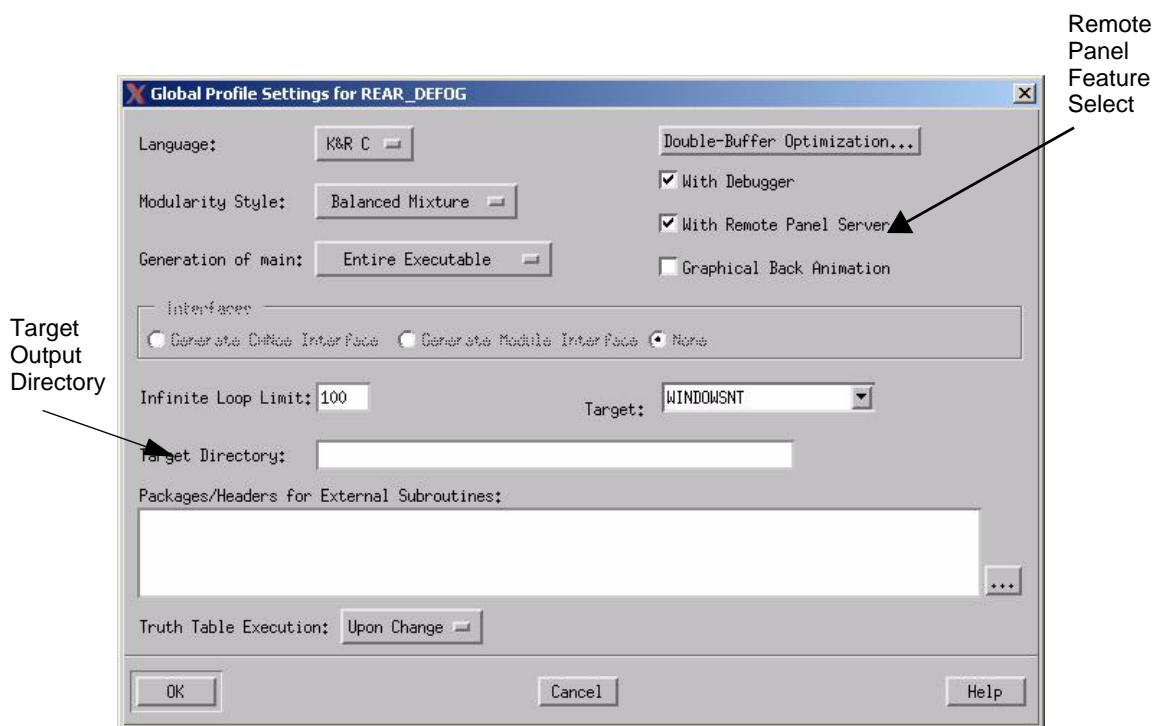 Remote
Panel
Feature
Select
Global Profile Settings for REAR_DEFOG
Language: K&R C
Double-Buffer Optimization...
With Debugger
Modularity Style: Balanced Mixture
With Remote Panel Server
Generation of main: Entire Executable
Graphical Back Animation
Interfaces
Generate Interface Generate Module Interface None
Target
Output
Directory
Infinite Loop Limit: 100
Target: WINDOWSNT
Target Directory:
Packages/Headers for External Subroutines:
...
Truth Table Execution: Upon Change
OK Cancel Help